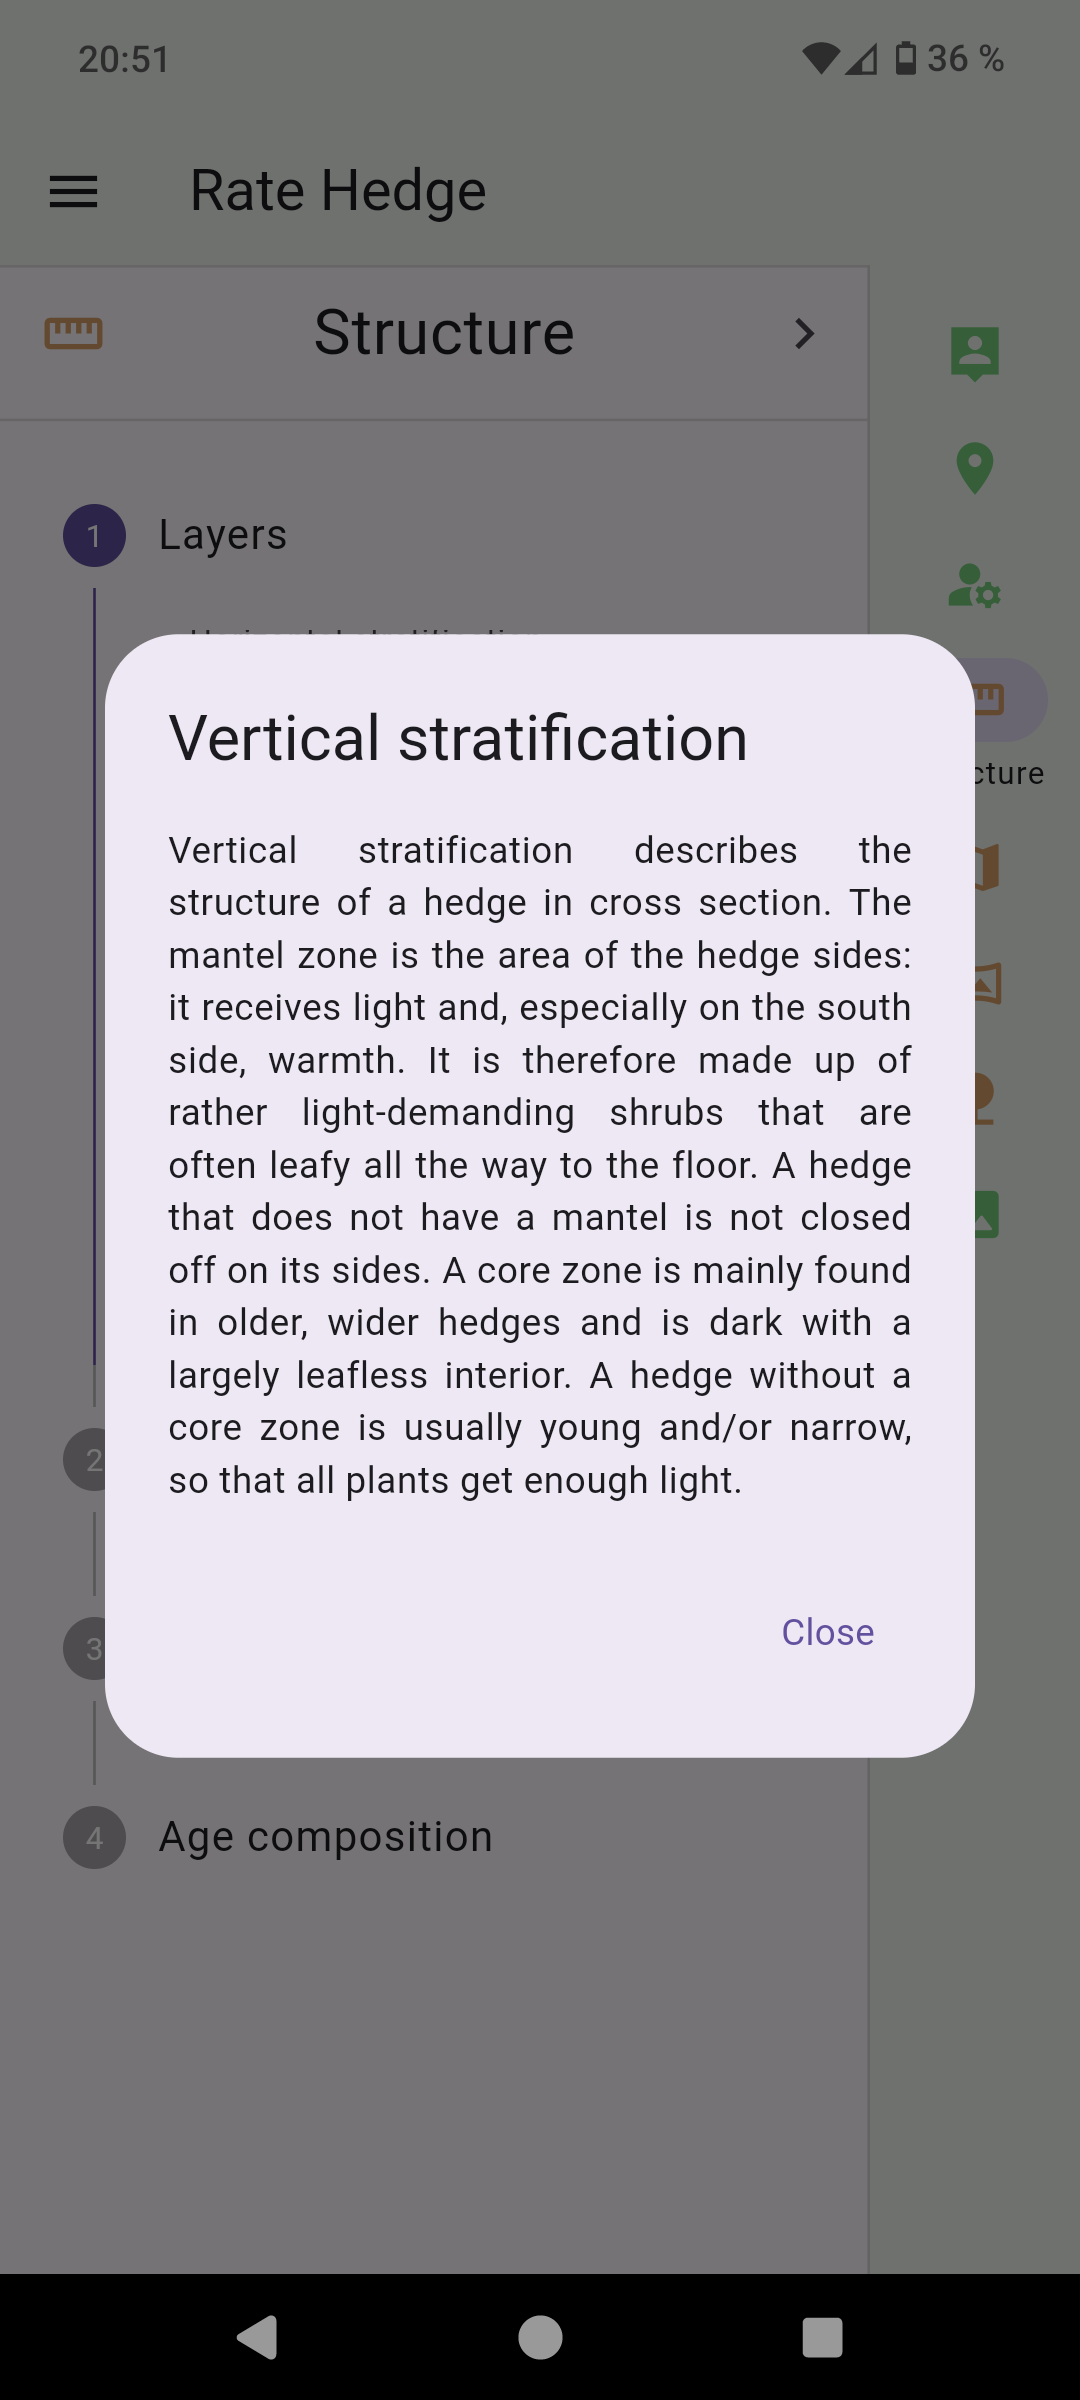 20:51
36 %
Rate Hedge
Structure
1
Layers
Vertical stratification
cture
Vertical stratification describes the
structure of a hedge in cross section. The
mantel zone is the area of the hedge sides:
it receives light and, especially on the south
side, warmth. It is therefore made up of
rather light-demanding shrubs that are
often leafy all the way to the floor. A hedge
that does not have a mantel is not closed
off on its sides. A core zone is mainly found
in older, wider hedges and is dark with a
largely leafless interior. A hedge without a
core zone is usually young and/or narrow,
so that all plants get enough light.
Close
2
3
4
Age composition